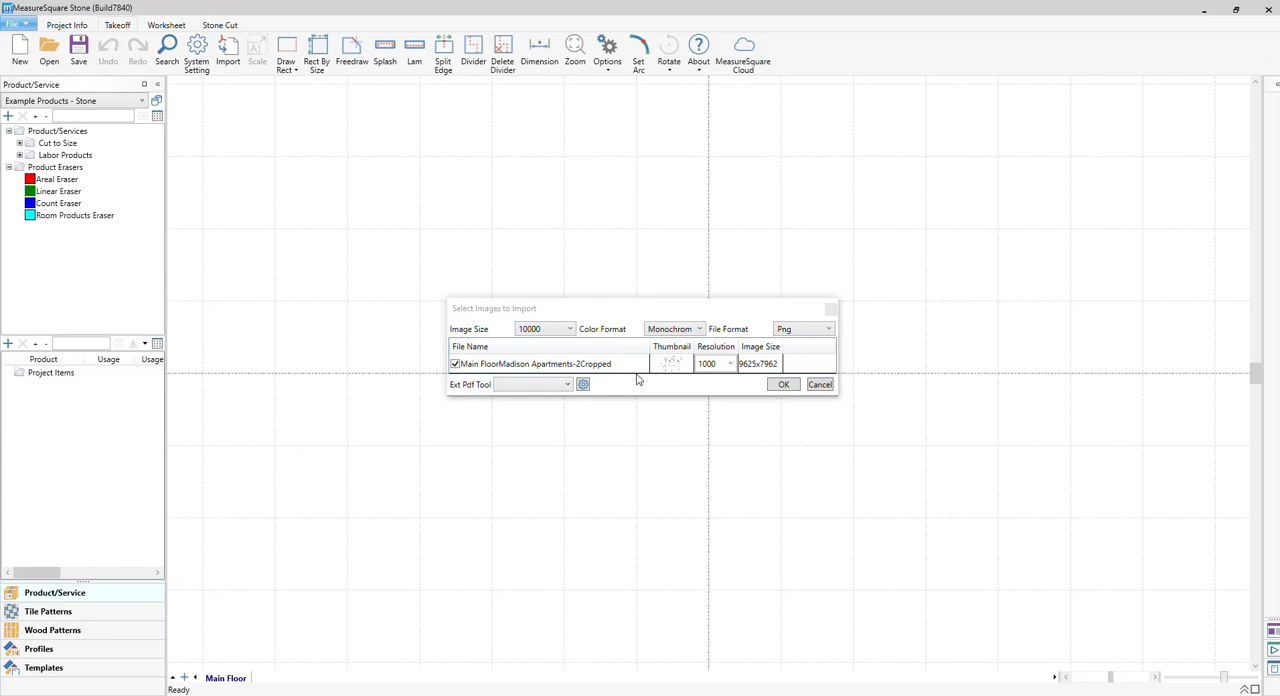 MeasureSquare Stone (Build7840)
File Project Info Takeoff Worksheet Stone Cut
New Open Save Undo Redo Search System Setting Import Scale Draw Rect Rect By Size Freedraw Splash Lam Split Edge Divider Delete Divider Dimension Zoom Options Set Arc Rotate About MeasureSquare Cloud
Product/Service
Example Products - Stone
Product/Services
Cut to Size
Labor Products
Product Erasers
Areal Eraser
Linear Eraser
Count Eraser
Room Products Eraser
Select Images to Import
Image Size 10000 Color Format Monochrom File Format Png
File Name Thumbnail Resolution Image Size
Main FloorMadison Apartments-2Cropped 1000 9625x7962
Ext Pdf Tool OK Cancel
Product Usage Usage
Project Items
Product/Service
Tile Patterns
Wood Patterns
Profiles
Templates
Main Floor
Ready